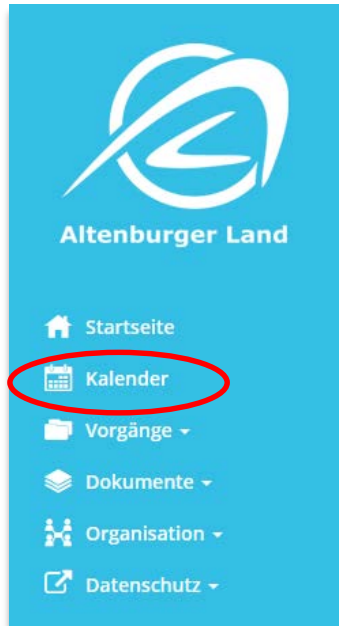 Altenburger Land
Startseite
Kalender
Vorgänge
Dokumente
Organisation
Datenschutz